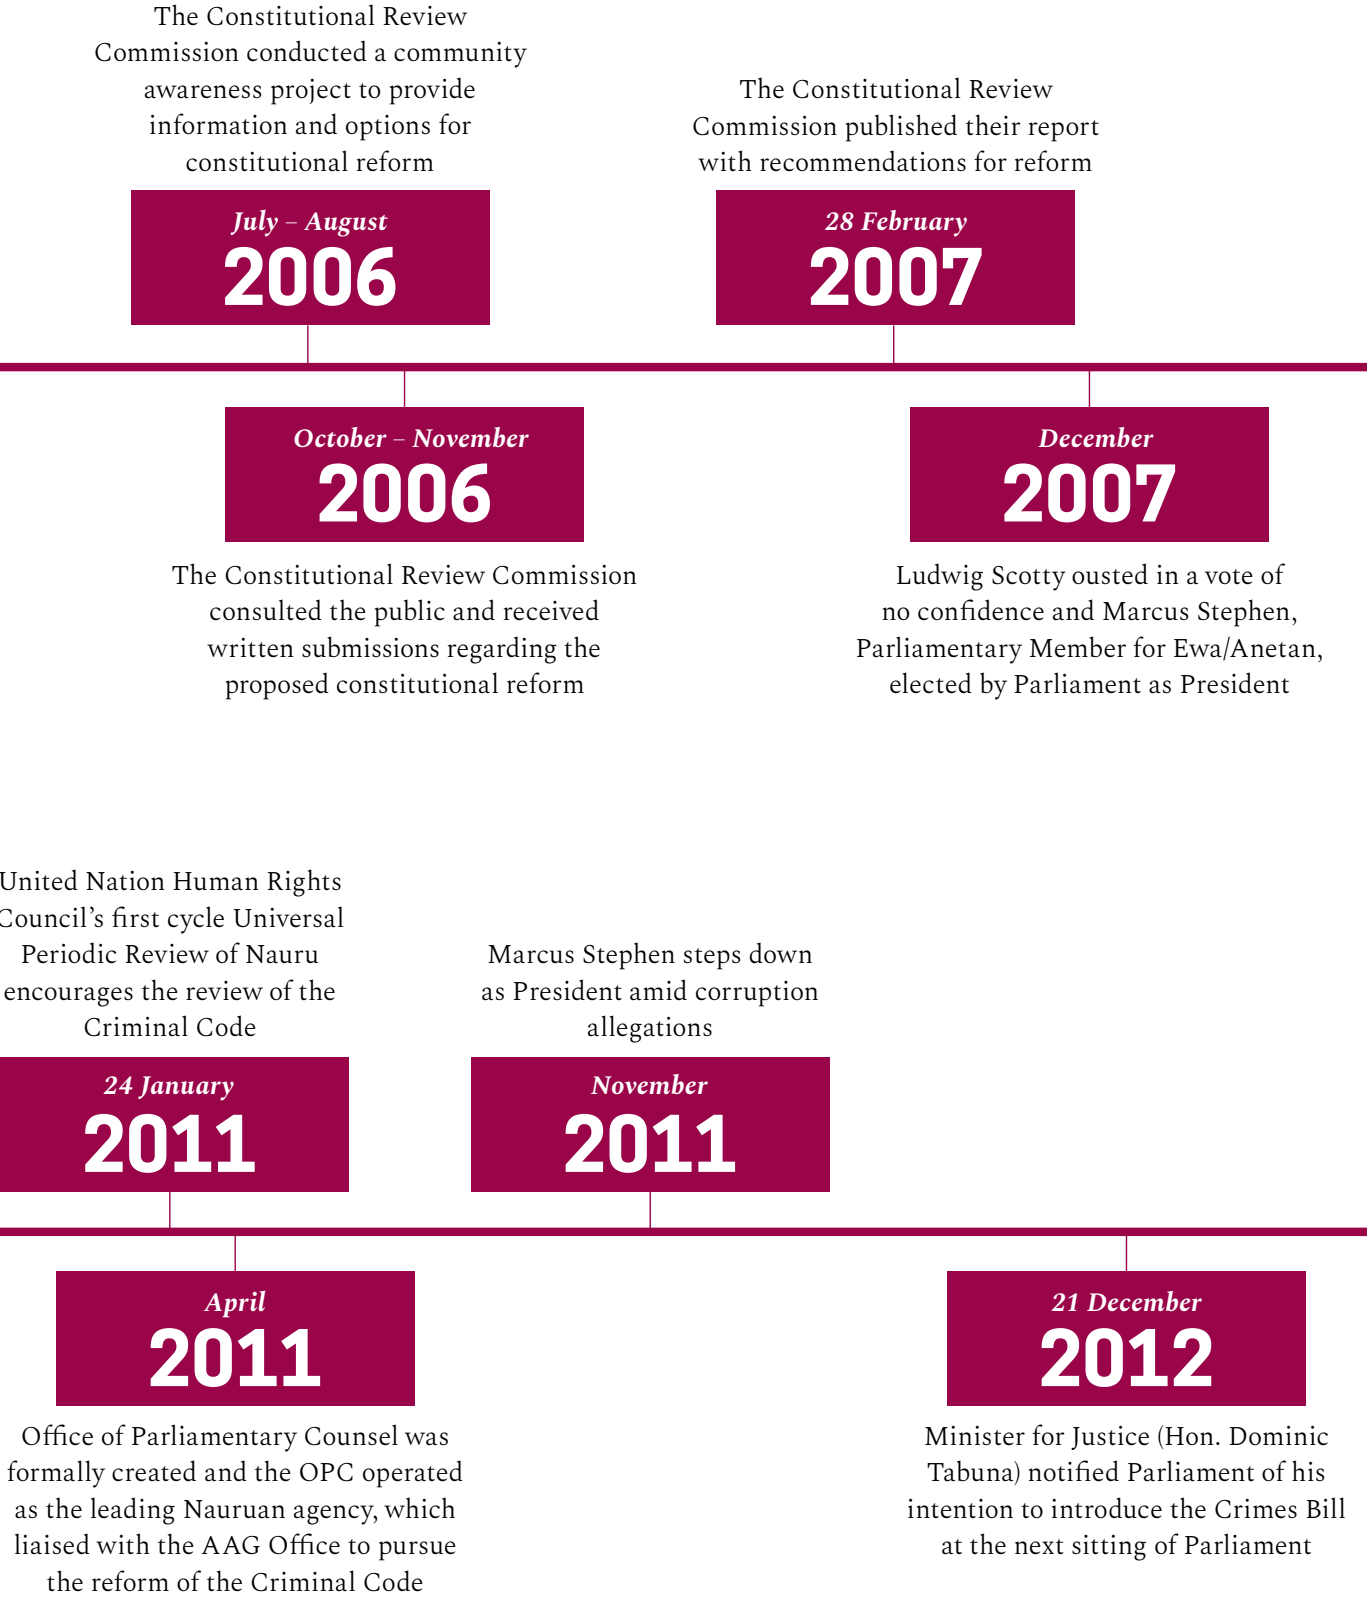 The Constitutional Review
Commission conducted a community
awareness project to provide
information and options for
constitutional reform
July – August
2006
The Constitutional Review
Commission published their report
with recommendations for reform
28 February
2007
October – November
2006
The Constitutional Review Commission
consulted the public and received
written submissions regarding the
proposed constitutional reform
December
2007
Ludwig Scotty ousted in a vote of
no confidence and Marcus Stephen,
Parliamentary Member for Ewa/Anetan,
elected by Parliament as President
United Nation Human Rights
Council’s first cycle Universal
Periodic Review of Nauru
encourages the review of the
Criminal Code
24 January
2011
Marcus Stephen steps down
as President amid corruption
allegations
November
2011
April
2011
Office of Parliamentary Counsel was
formally created and the OPC operated
as the leading Nauruan agency, which
liaised with the AAG Office to pursue
the reform of the Criminal Code
21 December
2012
Minister for Justice (Hon. Dominic
Tabuna) notified Parliament of his
intention to introduce the Crimes Bill
at the next sitting of Parliament